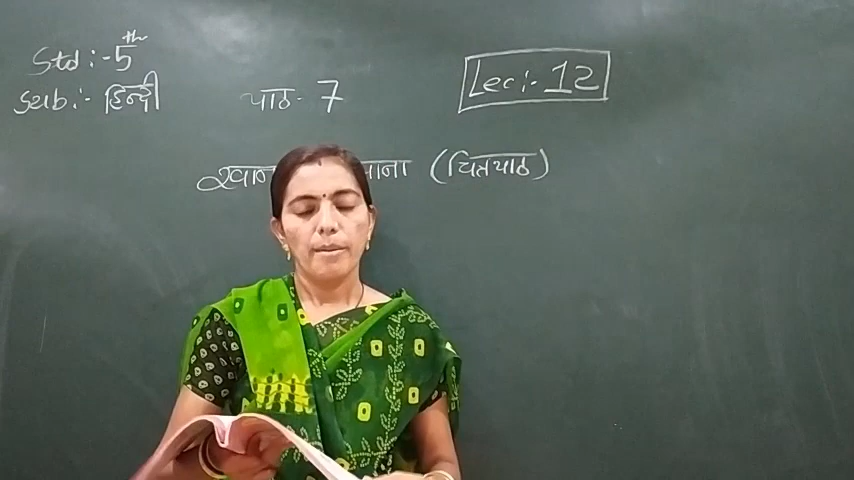 Std :- 5th
Sub :- हिन्दी
पाठ - 7
Lec :- 12
(चित्रपाठ)